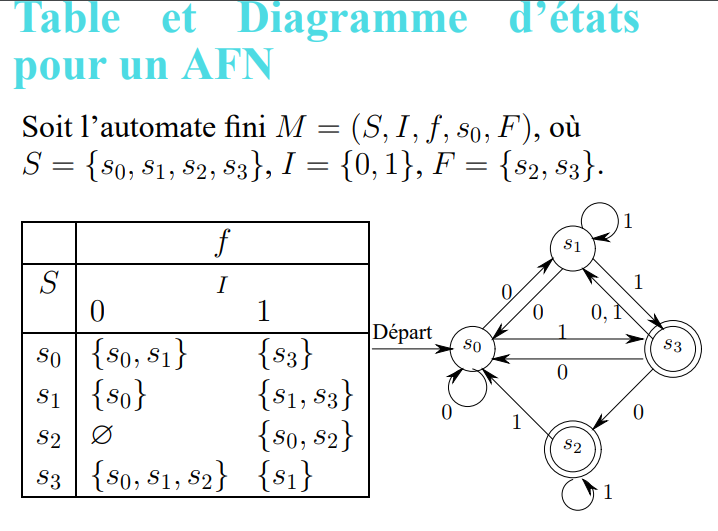 Table et Diagramme d'états
pour un AFN
Soit l'automate fini M = (S, I, f, s₀, F), où
S = {s₀, s₁, s₂, s₃}, I = {0, 1}, F = {s₂, s₃}.
f
S I
0 1
s₀ {s₀, s₁} {s₃}
s₁ {s₀} {s₁, s₃}
s₂ ∅ {s₀, s₂}
s₃ {s₀, s₁, s₂} {s₁}
1
s₁
0 1
0 0, 1
Départ 1
s₀ s₃
0
0 1 0
s₂
1